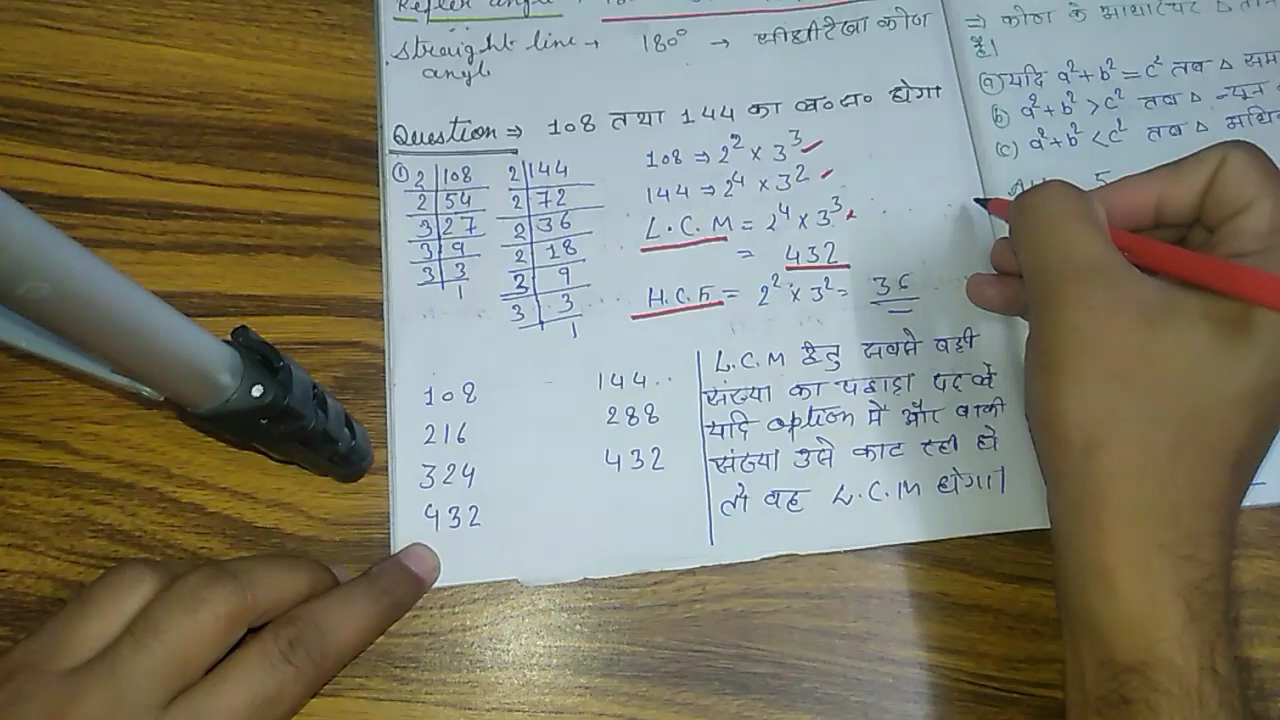 Reflex angle
straight line → 180° → सीधी रेखा कोण
angle
Question ⇒ 108 तथा 144 का ल०स० होगा
① 2 108
2 54
3 27
3 9
3 3
1
2 144
2 72
2 36
2 18
3 9
3 3
1
108 ⇒ 2² × 3³
144 ⇒ 2⁴ × 3²
L.C.M = 2⁴ × 3³
= 432
H.C.F = 2² × 3² = 36
108
216
324
432
144
288
432
L.C.M हेतु सबसे बड़ी
संख्या का पहाड़ा पढ़ लें
यदि option में और बाकी
संख्या उसे काट रही हो
तो वह L.C.M होगा।
⇒ कोण के आधार पर Δ
है।
(a) यदि a² + b² = c² तब Δ सम
(b) a² + b² > c² तब Δ न्यून
(c) a² + b² < c² तब Δ अधि
5